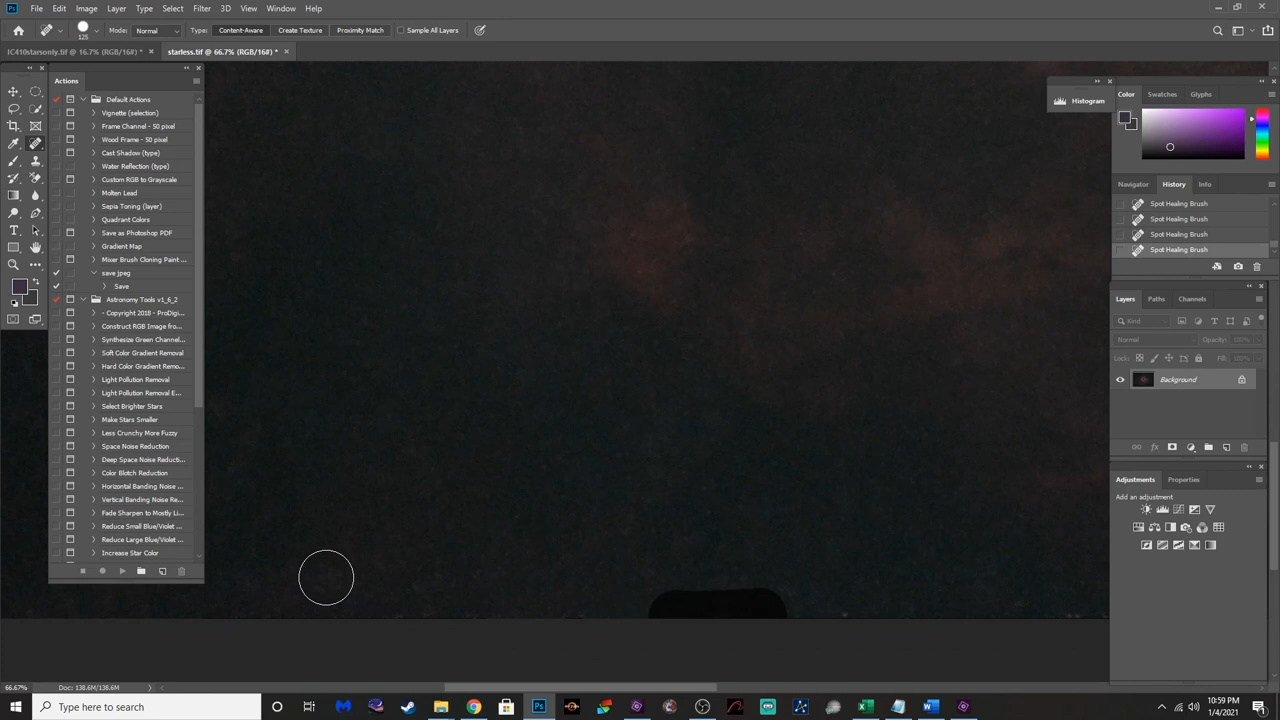 Ps File Edit Image Layer Type Select Filter 3D View Window Help
125 Mode: Normal Type: Content-Aware Create Texture Proximity Match Sample All Layers
IC410starsonly.tif @ 16.7% (RGB/16#) * × starless.tif @ 66.7% (RGB/16#) * ×
Actions
Default Actions
Vignette (selection)
Frame Channel - 50 pixel
Wood Frame - 50 pixel
Cast Shadow (type)
Water Reflection (type)
Custom RGB to Grayscale
Molten Lead
Sepia Toning (layer)
Quadrant Colors
Save as Photoshop PDF
Gradient Map
Mixer Brush Cloning Paint ...
save jpeg
Save
Astronomy Tools v1_6_2
- Copyright 2018 - ProDigi...
Construct RGB Image fro...
Synthesize Green Channel...
Soft Color Gradient Removal
Hard Color Gradient Remo...
Light Pollution Removal
Light Pollution Removal E...
Select Brighter Stars
Make Stars Smaller
Less Crunchy More Fuzzy
Space Noise Reduction
Deep Space Noise Reducti...
Color Blotch Reduction
Horizontal Banding Noise ...
Vertical Banding Noise Re...
Fade Sharpen to Mostly Li...
Reduce Small Blue/Violet ...
Reduce Large Blue/Violet ...
Increase Star Color
Histogram
Color Swatches Glyphs
Navigator History Info
Spot Healing Brush
Spot Healing Brush
Spot Healing Brush
Spot Healing Brush
Layers Paths Channels
Kind
Normal Opacity: 100%
Lock: Fill: 100%
Background
Adjustments Properties
Add an adjustment
66.67% Doc: 138.6M/138.6M
Type here to search
10:59 PM
1/4/2021